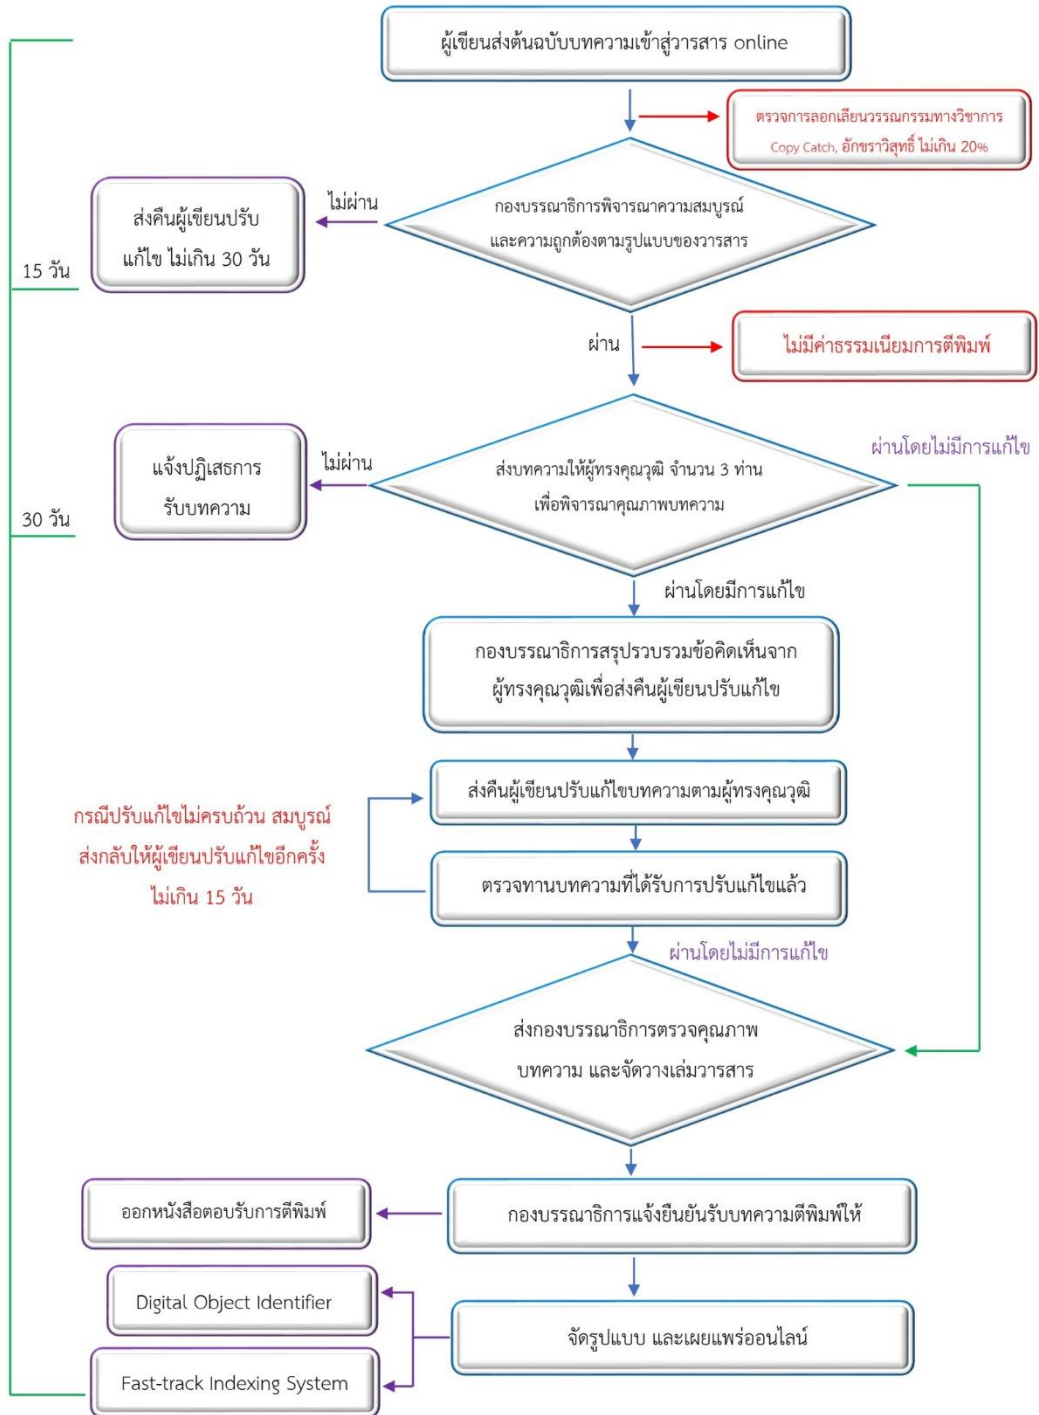 ผู้เขียนส่งต้นฉบับบทความเข้าสู่วารสาร online
ตรวจการลอกเลียนวรรณกรรมทางวิชาการ
Copy Catch, อักขราวิสุทธิ์ ไม่เกิน 20%
ไม่ผ่าน
ส่งคืนผู้เขียนปรับ
แก้ไข ไม่เกิน 30 วัน
กองบรรณาธิการพิจารณาความสมบูรณ์
และความถูกต้องตามรูปแบบของวารสาร
15 วัน
ผ่าน
ไม่มีค่าธรรมเนียมการตีพิมพ์
ผ่านโดยไม่มีการแก้ไข
แจ้งปฏิเสธการ
รับบทความ
ไม่ผ่าน
ส่งบทความให้ผู้ทรงคุณวุฒิ จำนวน 3 ท่าน
เพื่อพิจารณาคุณภาพบทความ
30 วัน
ผ่านโดยมีการแก้ไข
กองบรรณาธิการสรุปรวบรวมข้อคิดเห็นจาก
ผู้ทรงคุณวุฒิเพื่อส่งคืนผู้เขียนปรับแก้ไข
ส่งคืนผู้เขียนปรับแก้ไขบทความตามผู้ทรงคุณวุฒิ
กรณีปรับแก้ไขไม่ครบถ้วน สมบูรณ์
ส่งกลับให้ผู้เขียนปรับแก้ไขอีกครั้ง
ไม่เกิน 15 วัน
ตรวจทานบทความที่ได้รับการปรับแก้ไขแล้ว
ผ่านโดยไม่มีการแก้ไข
ส่งกองบรรณาธิการตรวจคุณภาพ
บทความ และจัดวางเล่มวารสาร
ออกหนังสือตอบรับการตีพิมพ์
กองบรรณาธิการแจ้งยืนยันรับบทความตีพิมพ์ให้
Digital Object Identifier
จัดรูปแบบ และเผยแพร่ออนไลน์
Fast-track Indexing System